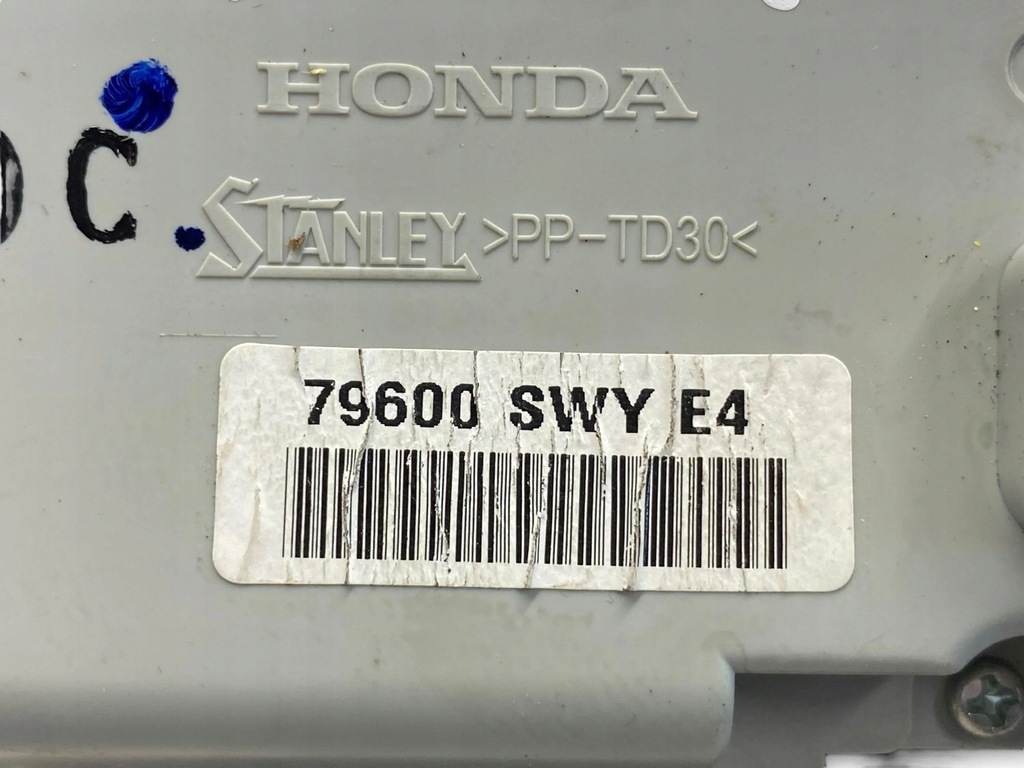 HONDA
C.
STANLEY >PP-TD30<
79600 SWY E4